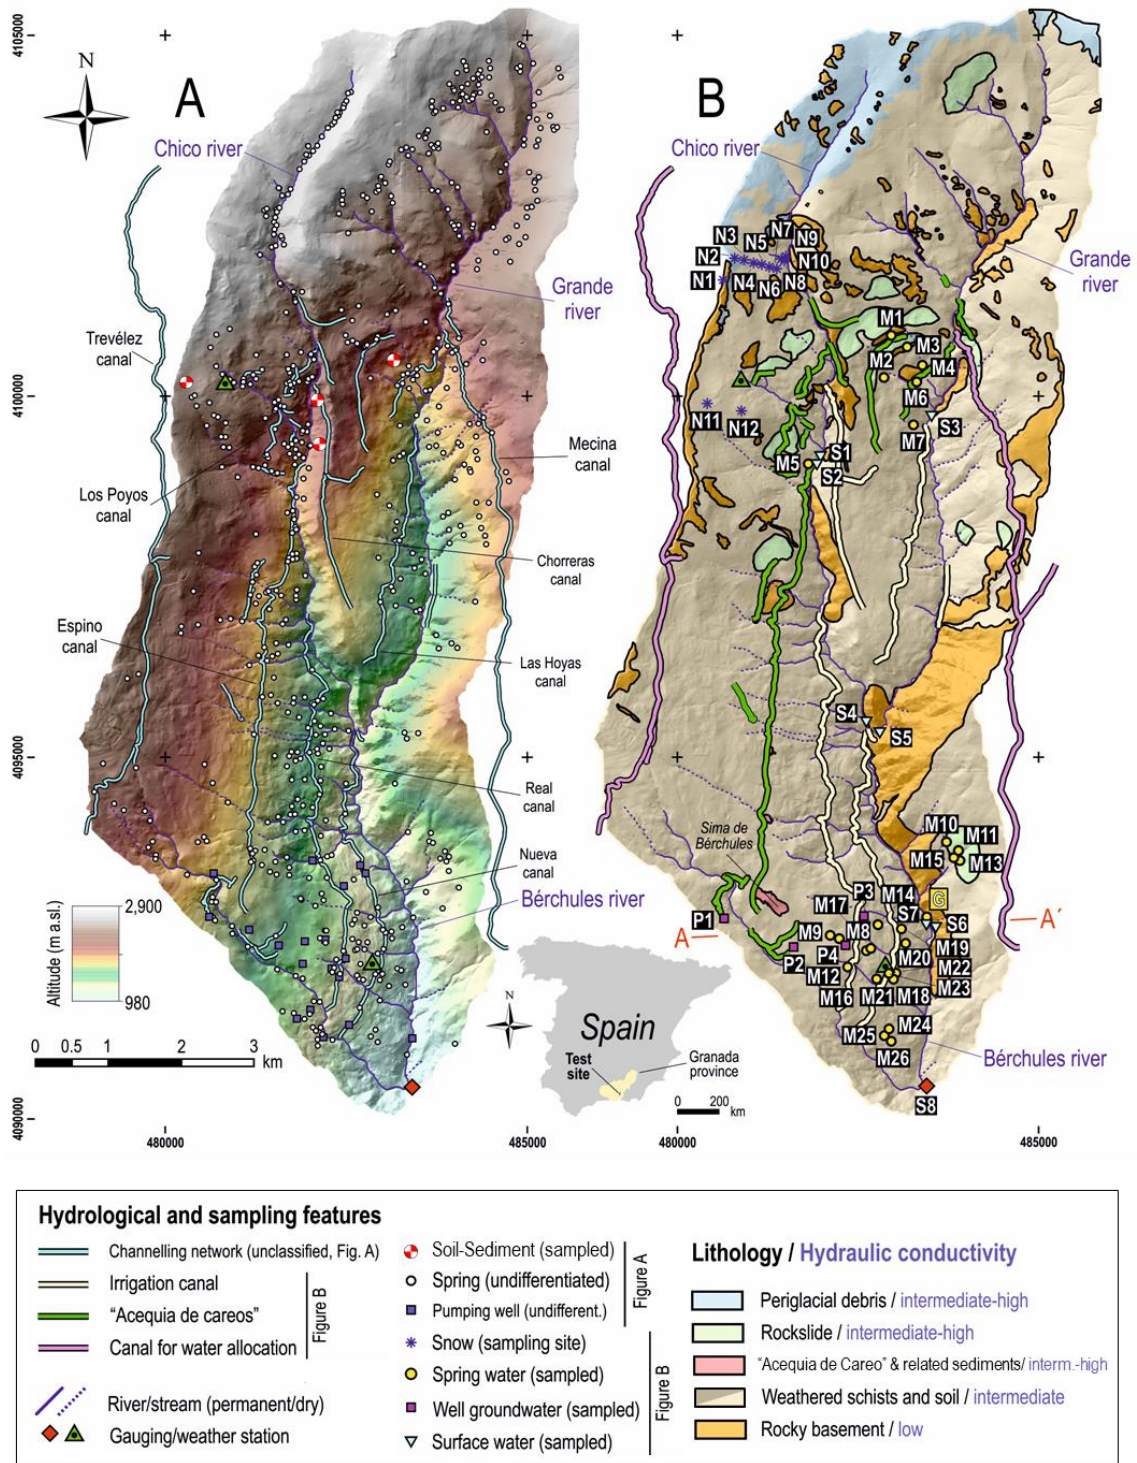 4105000
4100000
4095000
4090000
N
A
Chico river
Grande
river
Trevélez
canal
Los Poyos
canal
Espino
canal
Mecina
canal
Chorreras
canal
Las Hoyas
canal
Real
canal
Nueva
canal
Bérchules river
Altitude (m a.sl.)
2,900
980
0 0.5 1 2 3 km
480000
485000
N
Spain
Test
site
Granada
province
0 200
km
B
Chico river
Grande
river
N3
N7
N2
N5
N9
N10
N1
N4
N6
N8
M1
M3
M2
M4
M6
N11
N12
M7
S3
M5
S1
S2
S4
S5
Sima de
Bérchules
M10
M11
M15
M13
P3
M14
G
P1
M17
S7
S6
A
A´
M9
M8
M19
P2
P4
M20
M22
M12
M23
M16
M21
M18
M25
M24
M26
Bérchules river
S8
480000
485000
Hydrological and sampling features
Channelling network (unclassified, Fig. A)
Irrigation canal
"Acequia de careos"
Canal for water allocation
Figure B
River/stream (permanent/dry)
Gauging/weather station
Soil-Sediment (sampled)
Spring (undifferentiated)
Pumping well (undifferent.)
Figure A
Snow (sampling site)
Spring water (sampled)
Well groundwater (sampled)
Surface water (sampled)
Figure B
Lithology / Hydraulic conductivity
Periglacial debris / intermediate-high
Rockslide / intermediate-high
"Acequia de Careo" & related sediments/ interm.-high
Weathered schists and soil / intermediate
Rocky basement / low